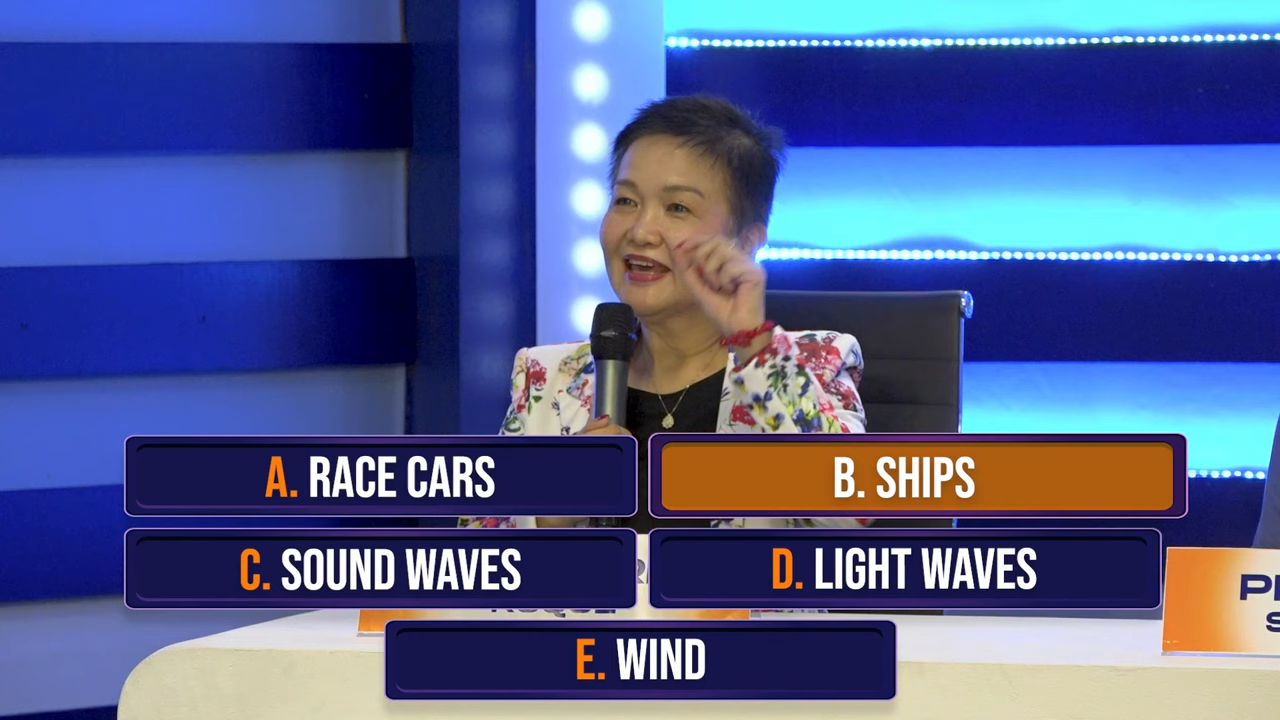 A. RACE CARS
B. SHIPS
C. SOUND WAVES
D. LIGHT WAVES
E. WIND